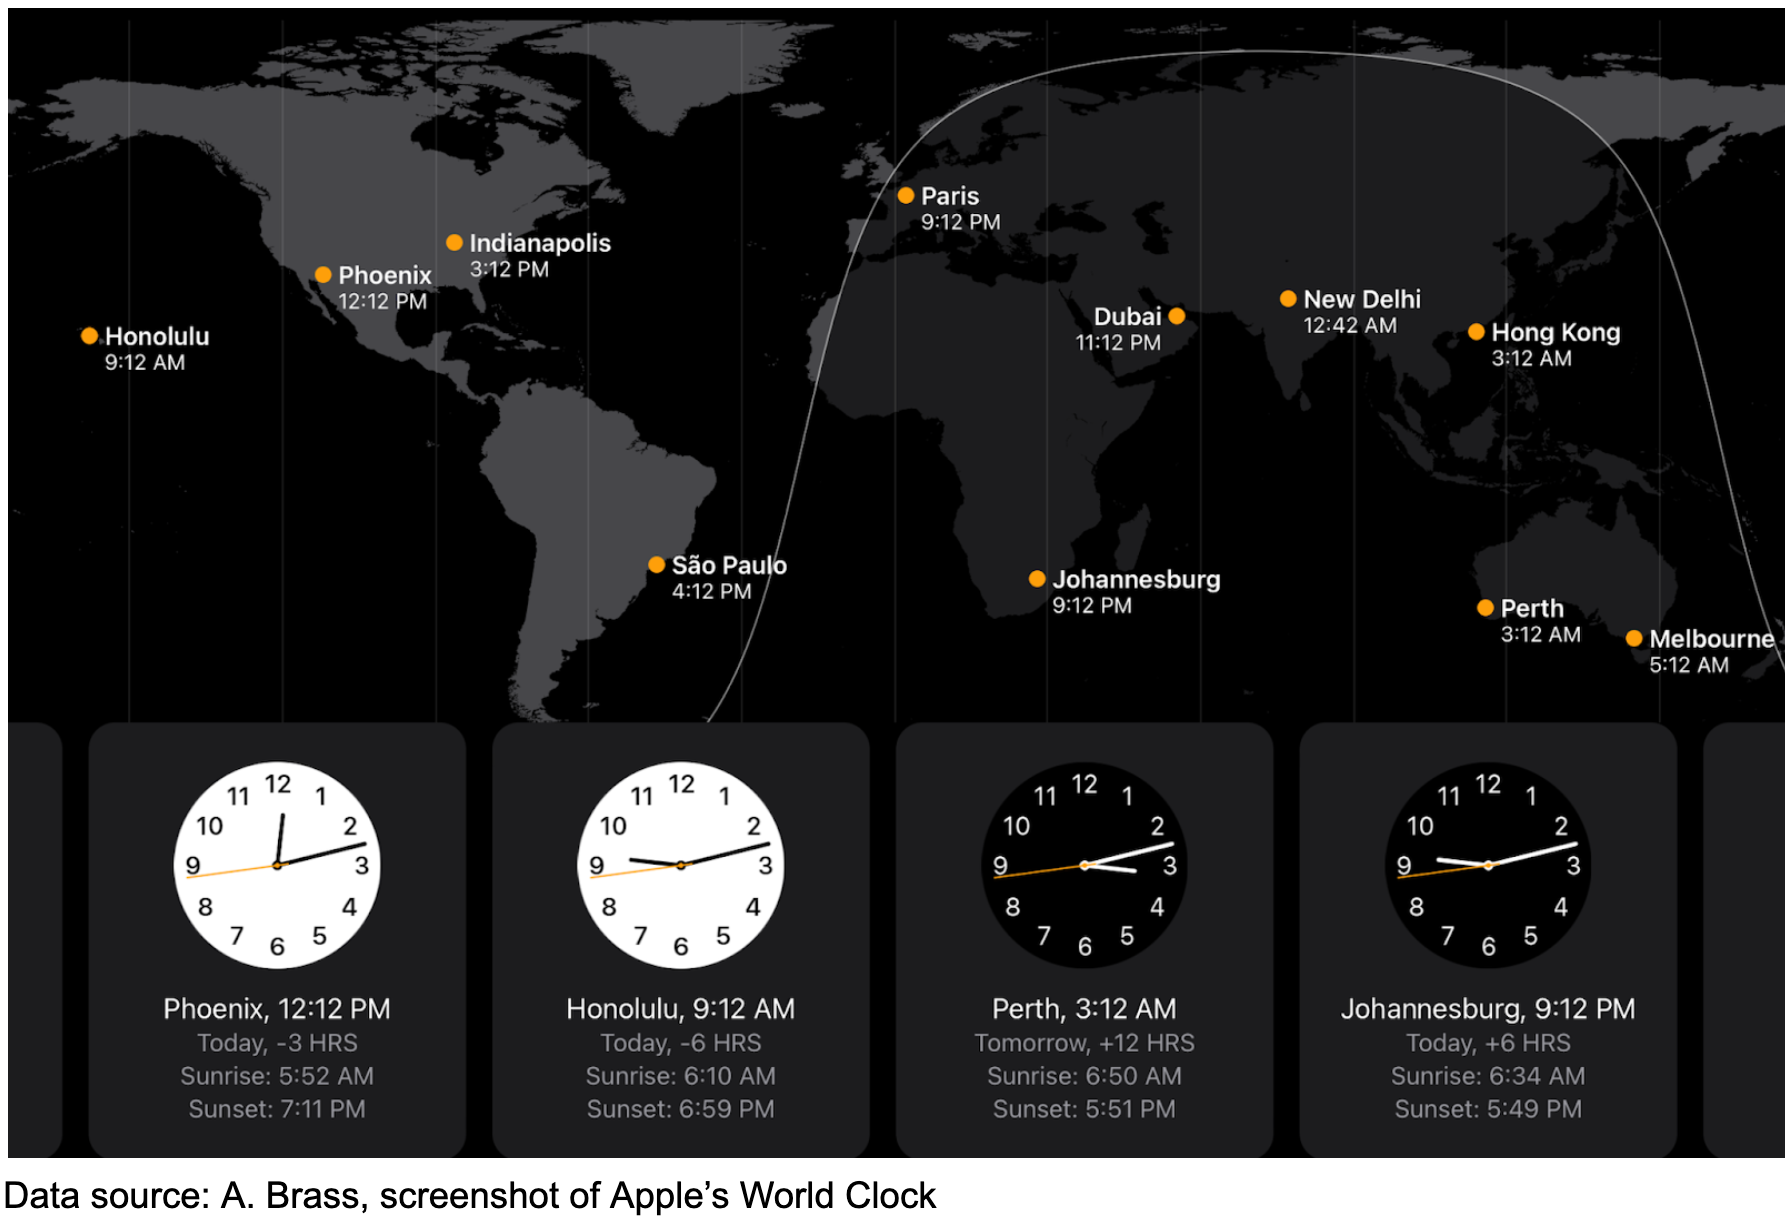 Paris
9:12 PM
Indianapolis
3:12 PM
Phoenix
12:12 PM
Honolulu
9:12 AM
Dubai
11:12 PM
New Delhi
12:42 AM
Hong Kong
3:12 AM
São Paulo
4:12 PM
Johannesburg
9:12 PM
Perth
3:12 AM
Melbourne
5:12 AM
12
11 1
10 2
9 3
8 4
7 5
6
Phoenix, 12:12 PM
Today, -3 HRS
Sunrise: 5:52 AM
Sunset: 7:11 PM
12
11 1
10 2
9 3
8 4
7 5
6
Honolulu, 9:12 AM
Today, -6 HRS
Sunrise: 6:10 AM
Sunset: 6:59 PM
12
11 1
10 2
9 3
8 4
7 5
6
Perth, 3:12 AM
Tomorrow, +12 HRS
Sunrise: 6:50 AM
Sunset: 5:51 PM
12
11 1
10 2
9 3
8 4
7 5
6
Johannesburg, 9:12 PM
Today, +6 HRS
Sunrise: 6:34 AM
Sunset: 5:49 PM
Data source: A. Brass, screenshot of Apple’s World Clock